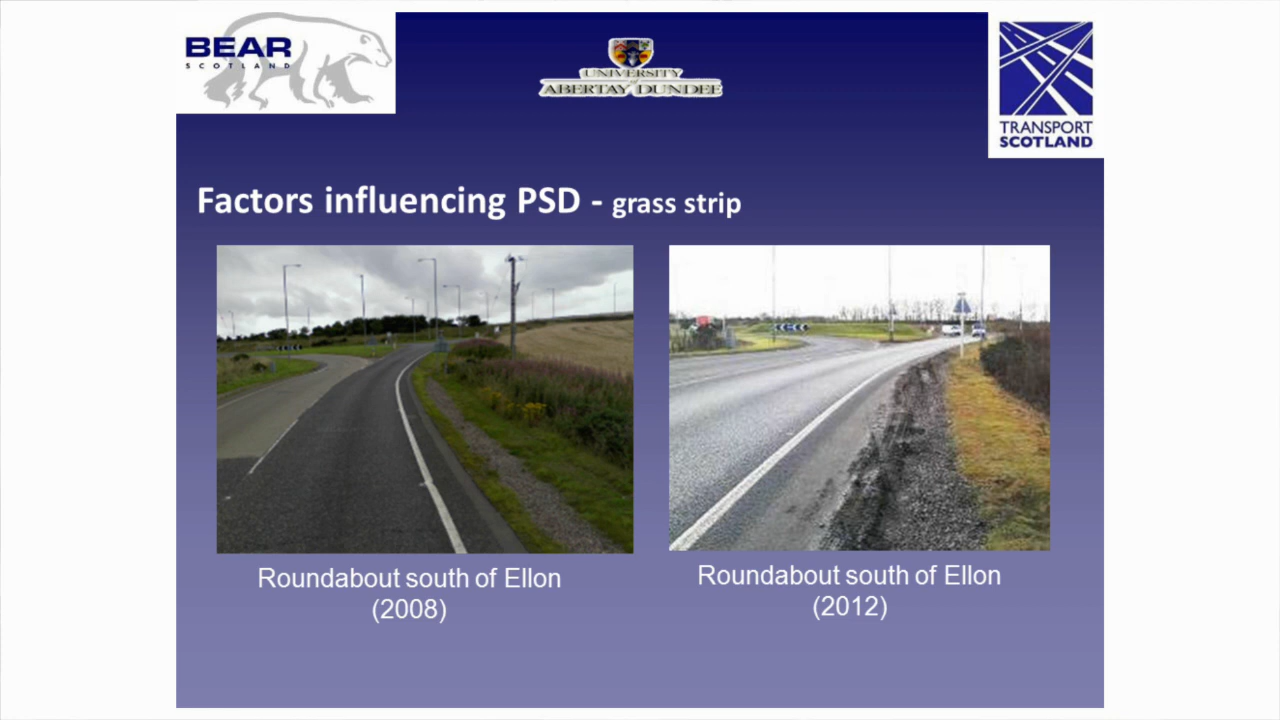 BEAR
SCOTLAND
UNIVERSITY
of
ABERTAY DUNDEE
TRANSPORT
SCOTLAND
Factors influencing PSD - grass strip
Roundabout south of Ellon
(2008)
Roundabout south of Ellon
(2012)